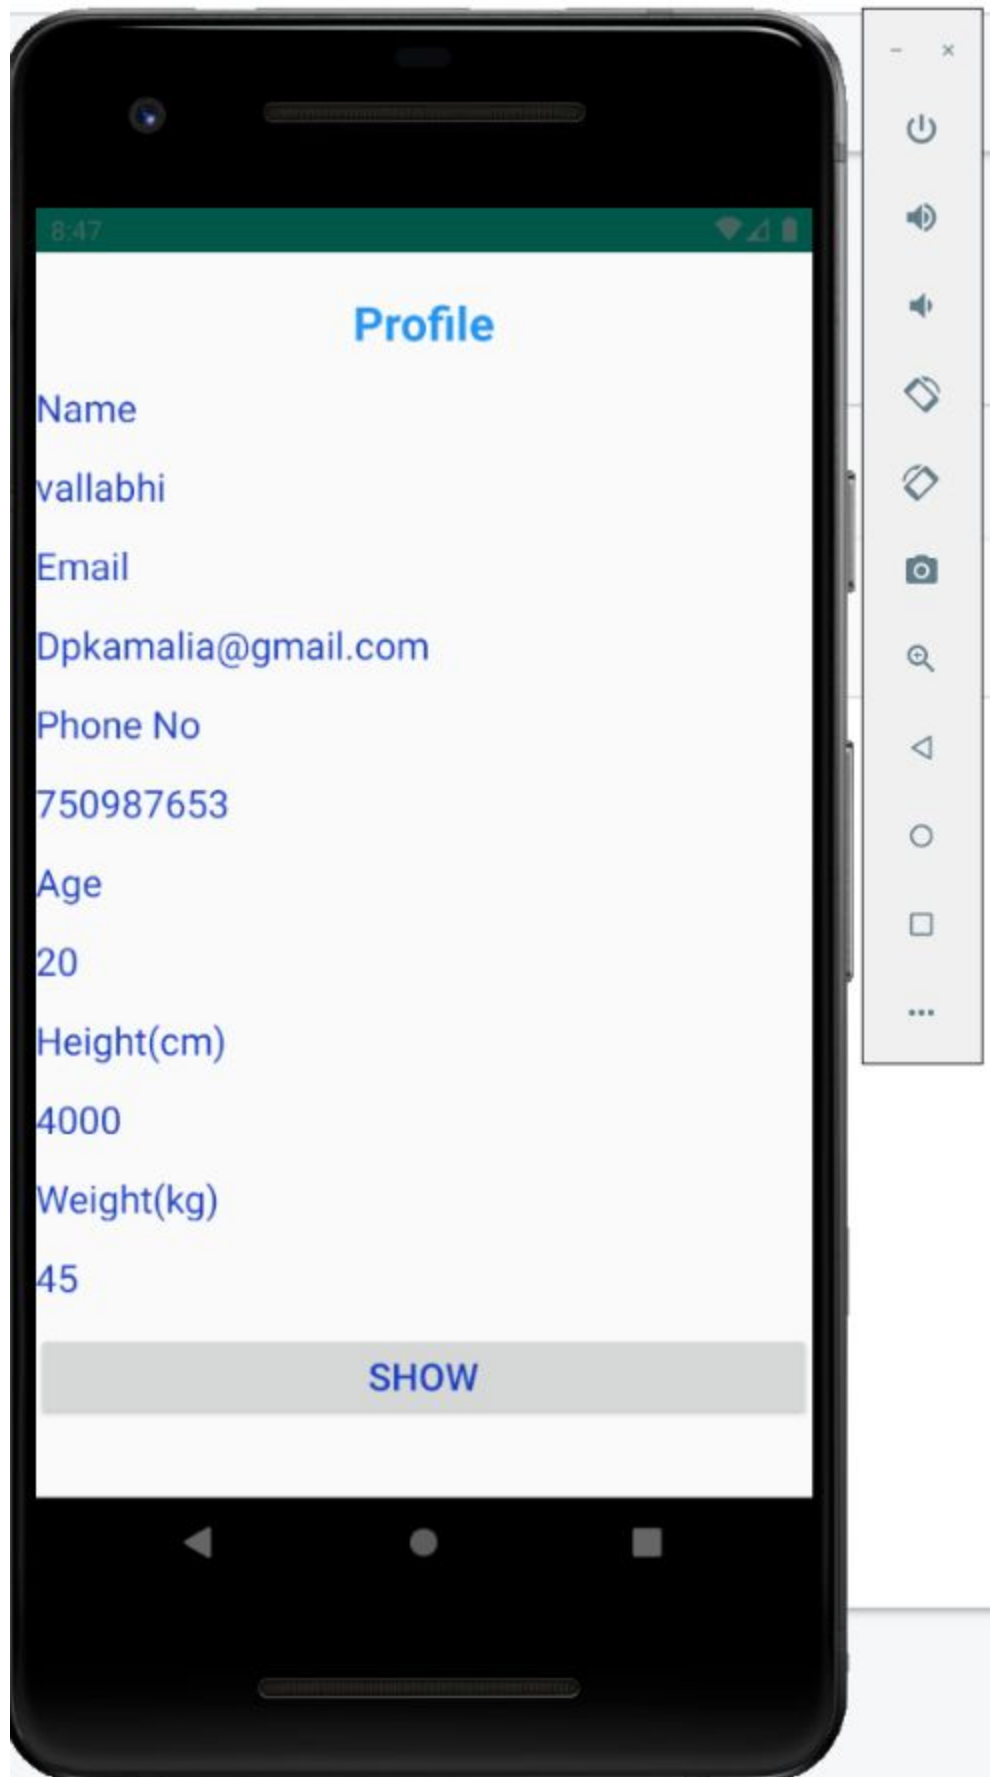 8:47
Profile
Name
vallabhi
Email
Dpkamalia@gmail.com
Phone No
750987653
Age
20
Height(cm)
4000
Weight(kg)
45
SHOW